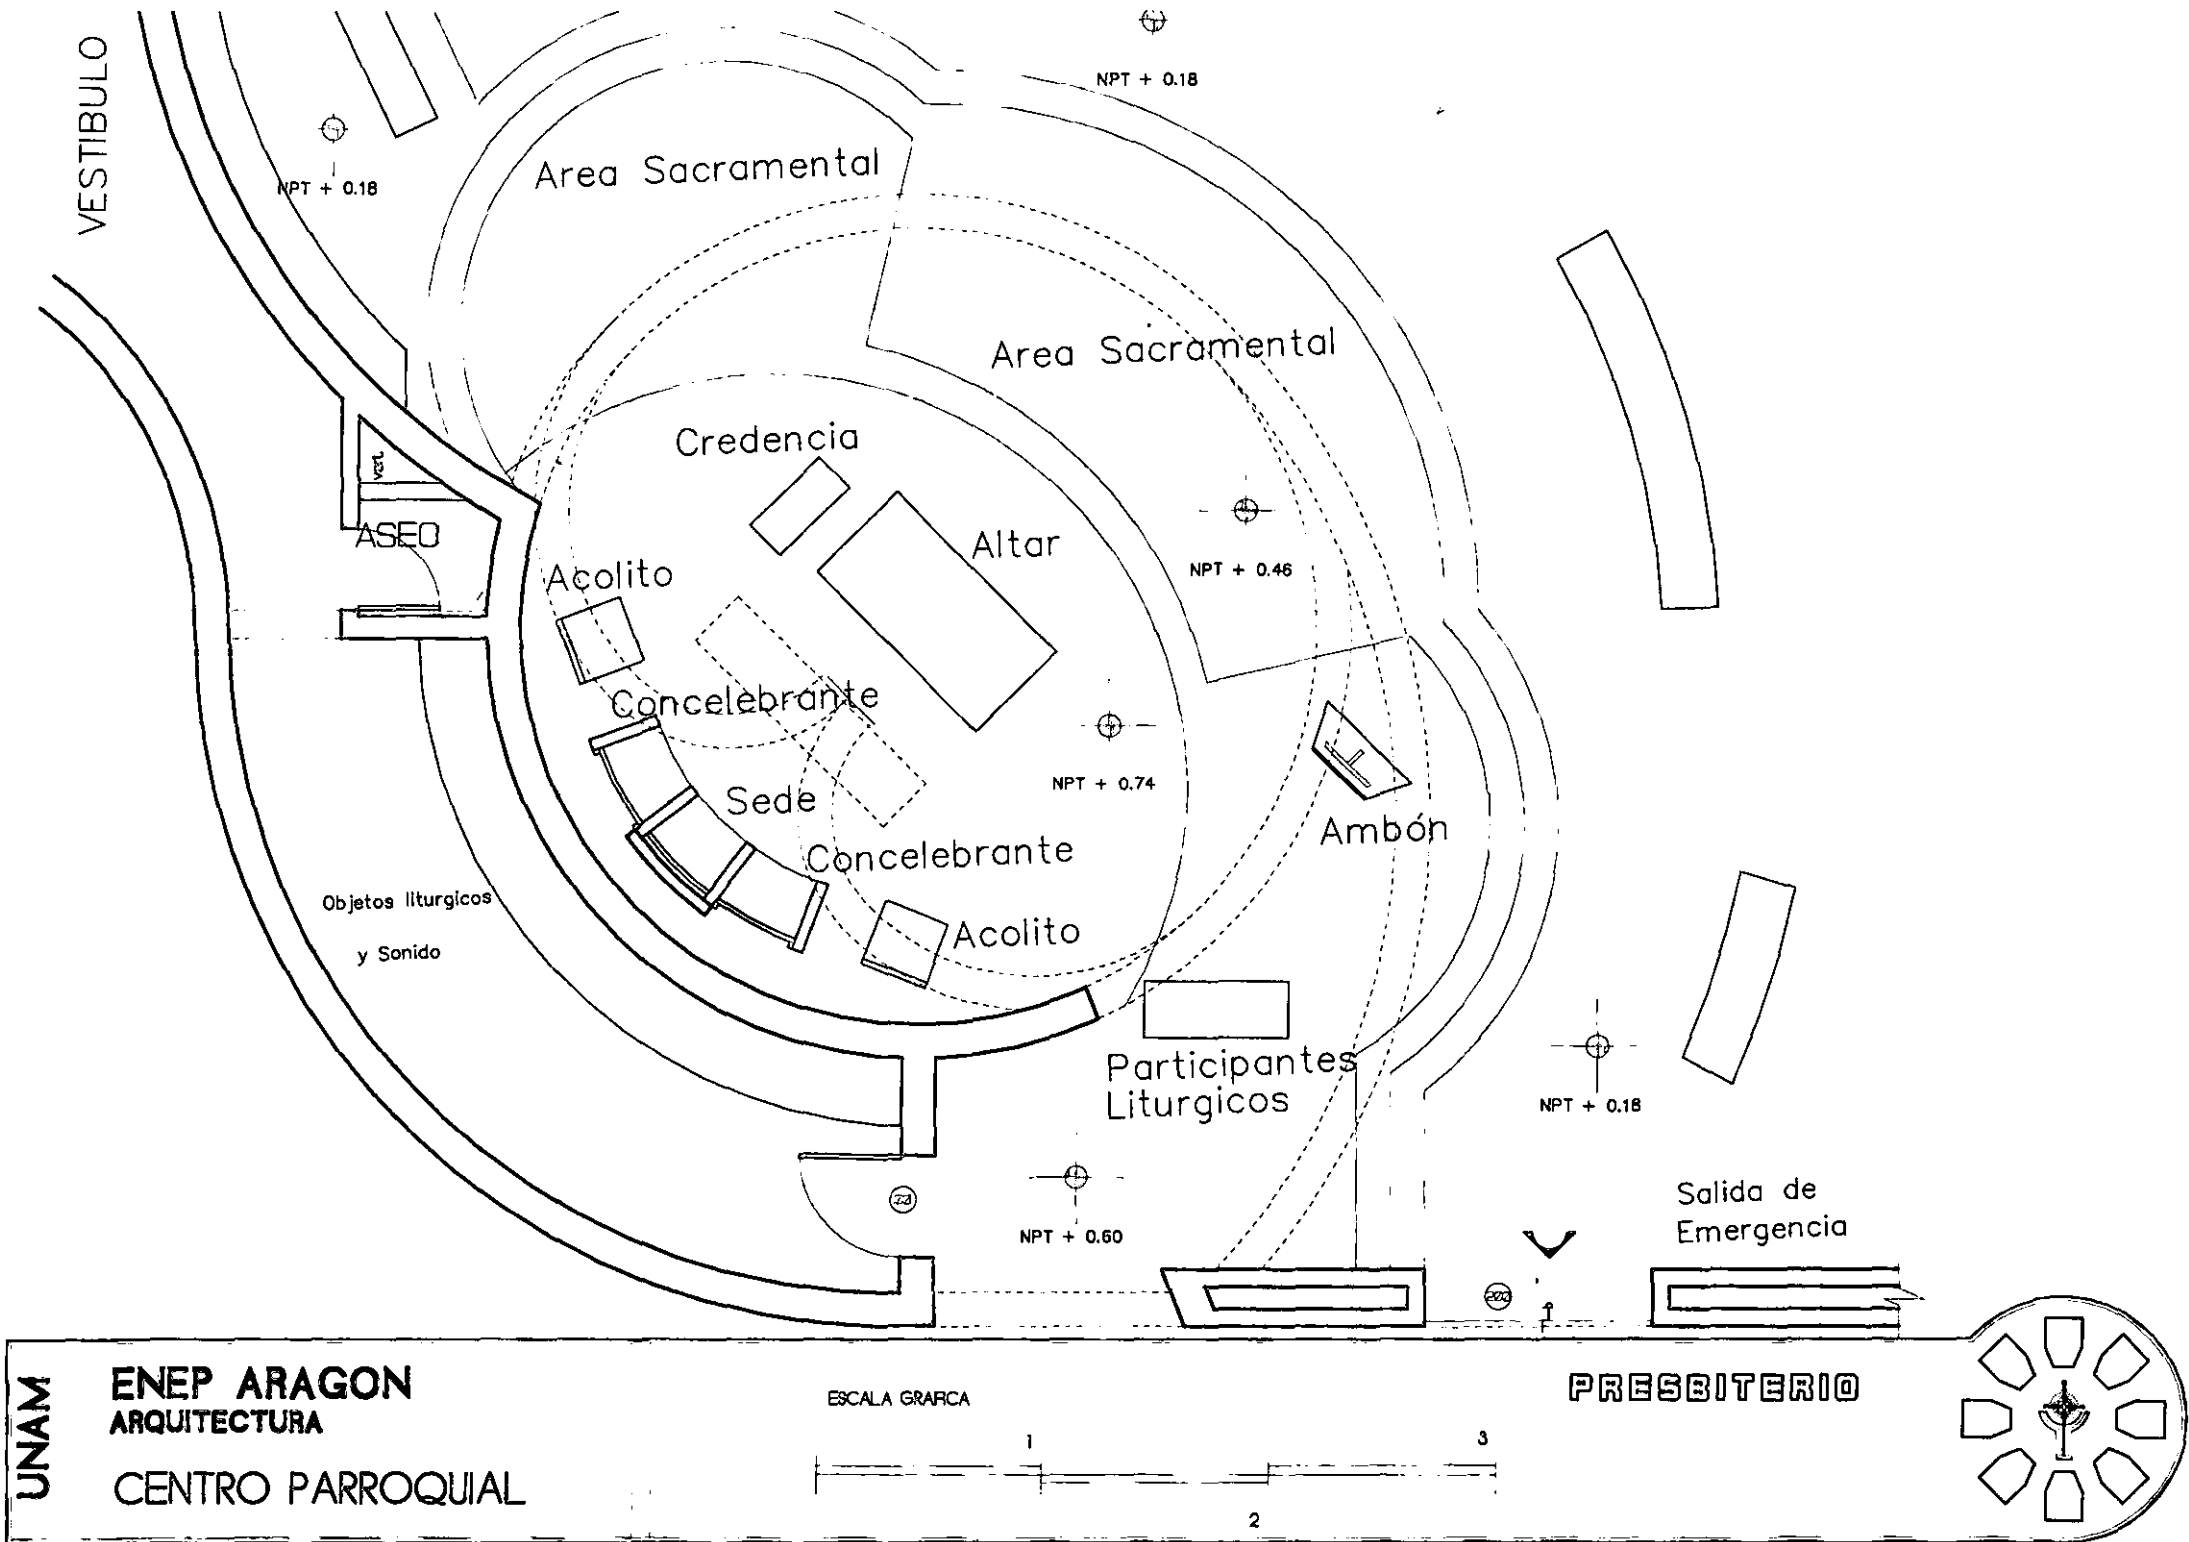 VESTIBULO
NPT + 0.18
NPT + 0.18
Area Sacramental
Area Sacramental
Credencia
Altar
NPT + 0.46
ASEO
Acolito
Concelebrante
NPT + 0.74
Sede
Ambón
Concelebrante
Objetos liturgicos
y Sonido
Acolito
Participantes
Liturgicos
NPT + 0.18
NPT + 0.60
Salida de
Emergencia
UNAM
ENEP ARAGON
ARQUITECTURA
CENTRO PARROQUIAL
ESCALA GRAFICA
1
3
2
PRESBITERIO